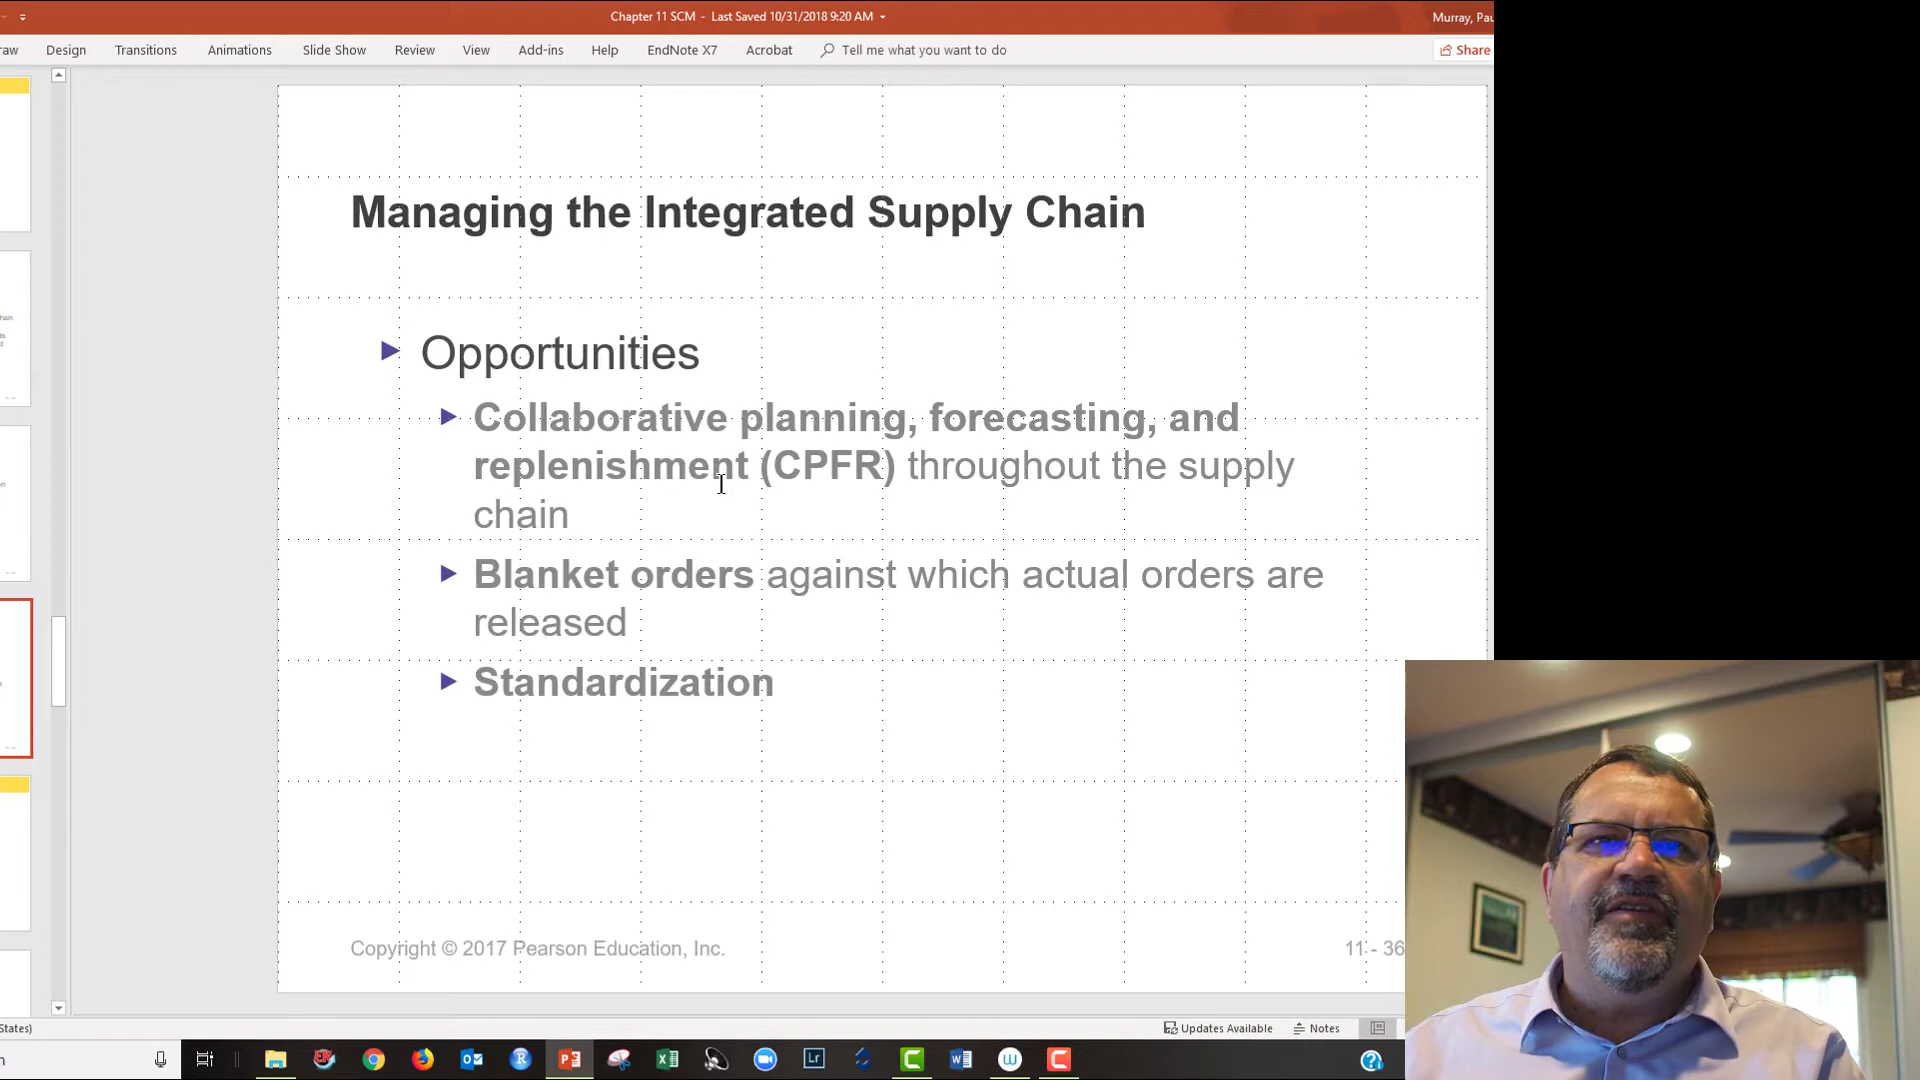 Chapter 11 SCM - Last Saved 10/31/2018 9:20 AM
Murray, Pau
raw Design Transitions Animations Slide Show Review View Add-ins Help EndNote X7 Acrobat Tell me what you want to do Share
Managing the Integrated Supply Chain
Opportunities
Collaborative planning, forecasting, and
replenishment (CPFR) throughout the supply
chain
Blanket orders against which actual orders are
released
Standardization
Copyright © 2017 Pearson Education, Inc.
11 - 36
States)
Updates Available Notes
Lr